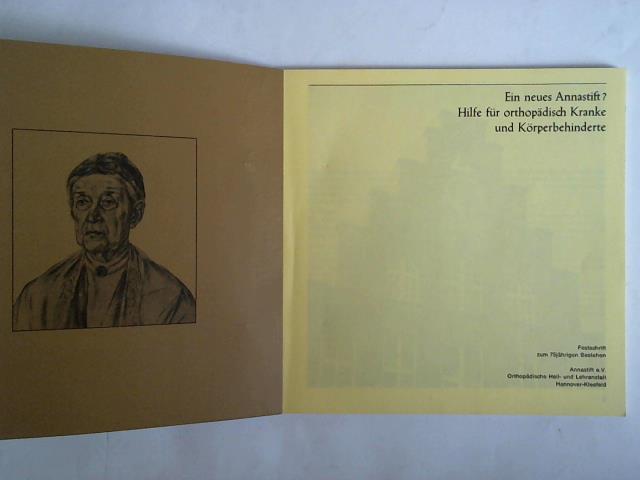 Ein neues Annastift?
Hilfe für orthopädisch Kranke
und Körperbehinderte
Festschrift
zum 75jährigen Bestehen
Annastift e.V.
Orthopädische Heil- und Lehranstalt
Hannover-Kleefeld